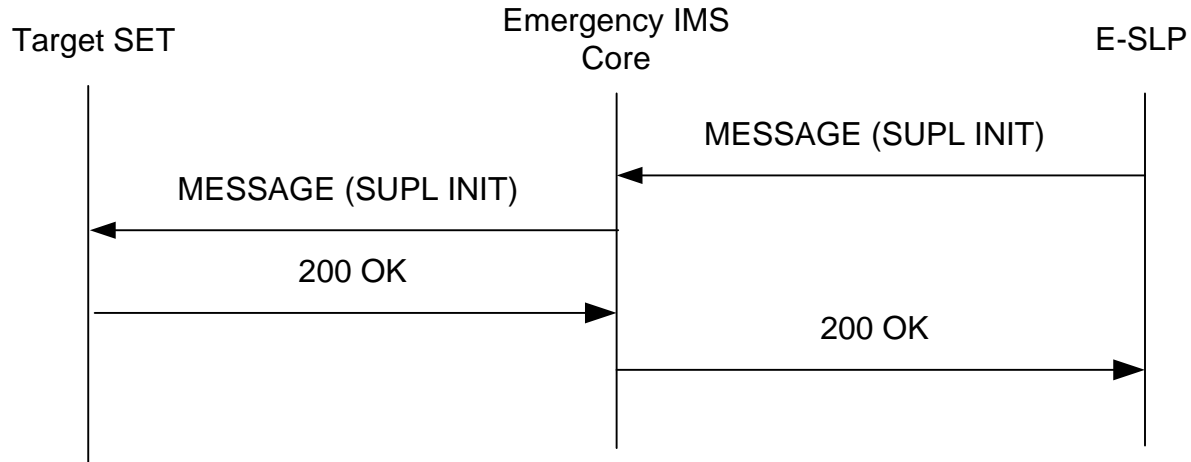 Target SET
Emergency IMS
Core
E-SLP
MESSAGE (SUPL INIT)
MESSAGE (SUPL INIT)
200 OK
200 OK